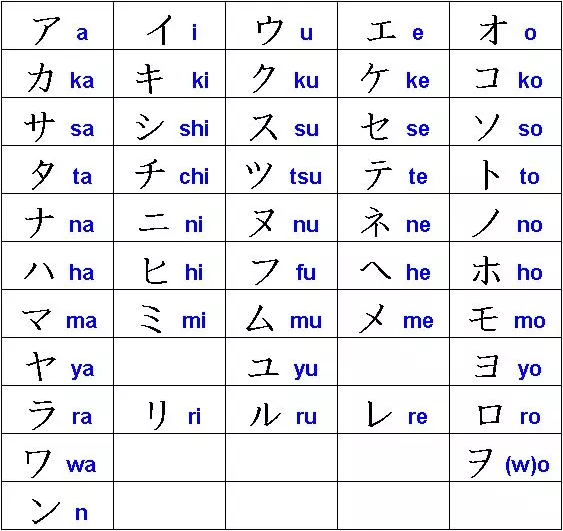 ア a イ i ウ u エ e オ o
カ ka キ ki ク ku ケ ke コ ko
サ sa シ shi ス su セ se ソ so
タ ta チ chi ツ tsu テ te ト to
ナ na ニ ni ヌ nu ネ ne ノ no
ハ ha ヒ hi フ fu ヘ he ホ ho
マ ma ミ mi ム mu メ me モ mo
ヤ ya ユ yu ヨ yo
ラ ra リ ri ル ru レ re ロ ro
ワ wa ヲ (w)o
ン n